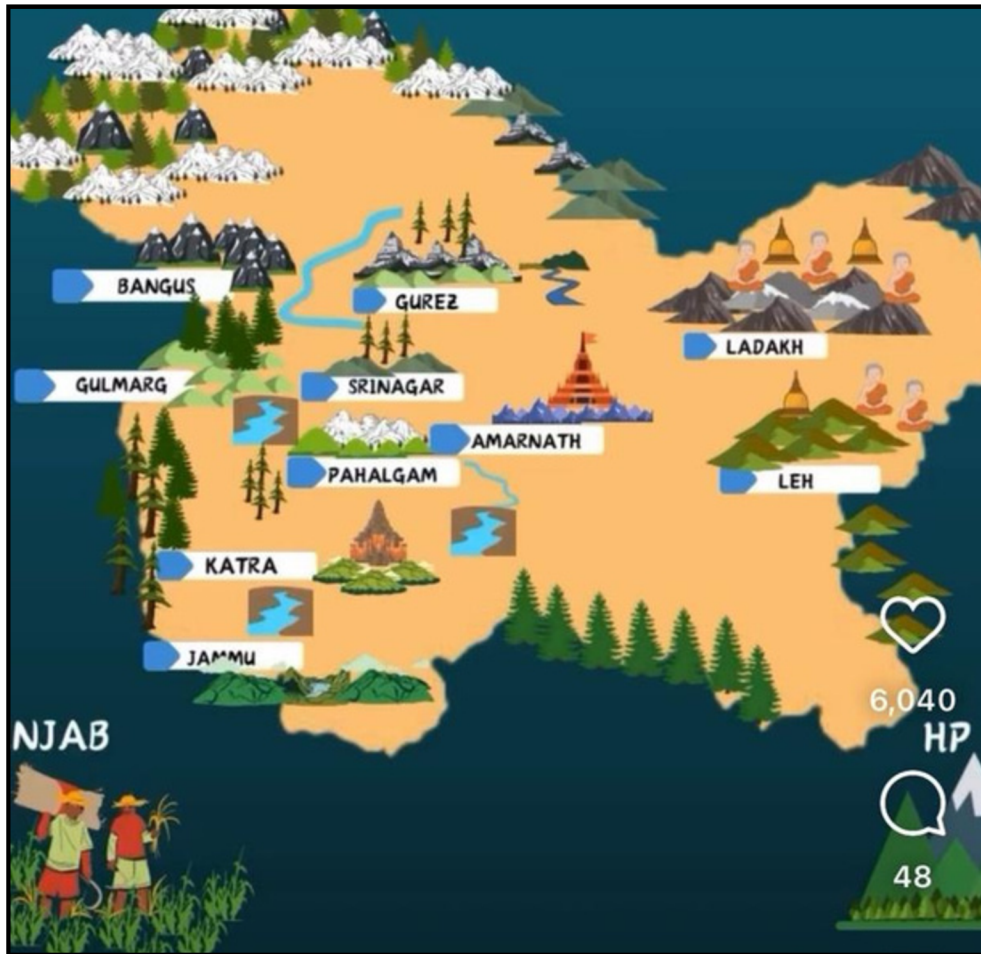 BANGUS
GUREZ
LADAKH
GULMARG
SRINAGAR
AMARNATH
PAHALGAM
LEH
KATRA
JAMMU
6,040
NJAB
HP
48